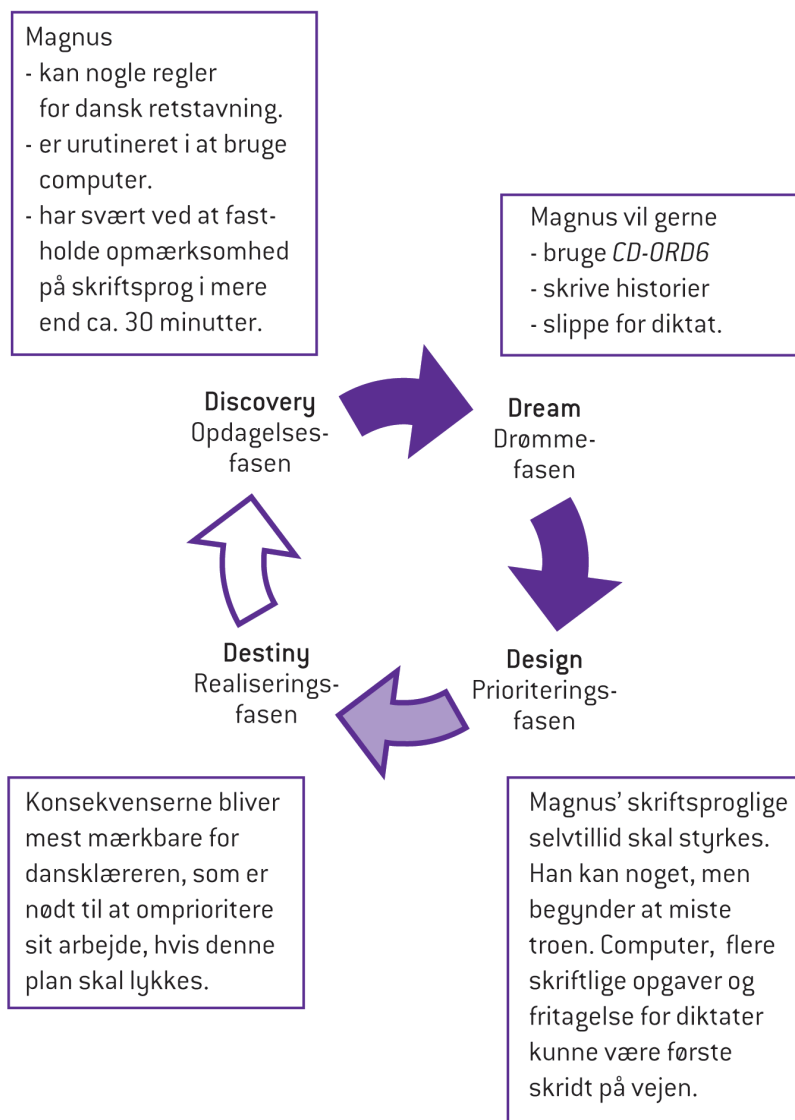 Magnus
- kan nogle regler
for dansk retstavning.
- er urutineret i at bruge
computer.
- har svært ved at fast-
holde opmærksomhed
på skriftsprog i mere
end ca. 30 minutter.
Magnus vil gerne
- bruge CD-ORD6
- skrive historier
- slippe for diktat.
Discovery
Opdagelses-
fasen
Dream
Drømme-
fasen
Design
Prioriterings-
fasen
Destiny
Realiserings-
fasen
Magnus’ skriftsproglige
selvtillid skal styrkes.
Han kan noget, men
begynder at miste
troen. Computer, flere
skriftlige opgaver og
fritagelse for diktater
kunne være første
skridt på vejen.
Konsekvenserne bliver
mest mærkbare for
dansklæreren, som er
nødt til at omprioritere
sit arbejde, hvis denne
plan skal lykkes.